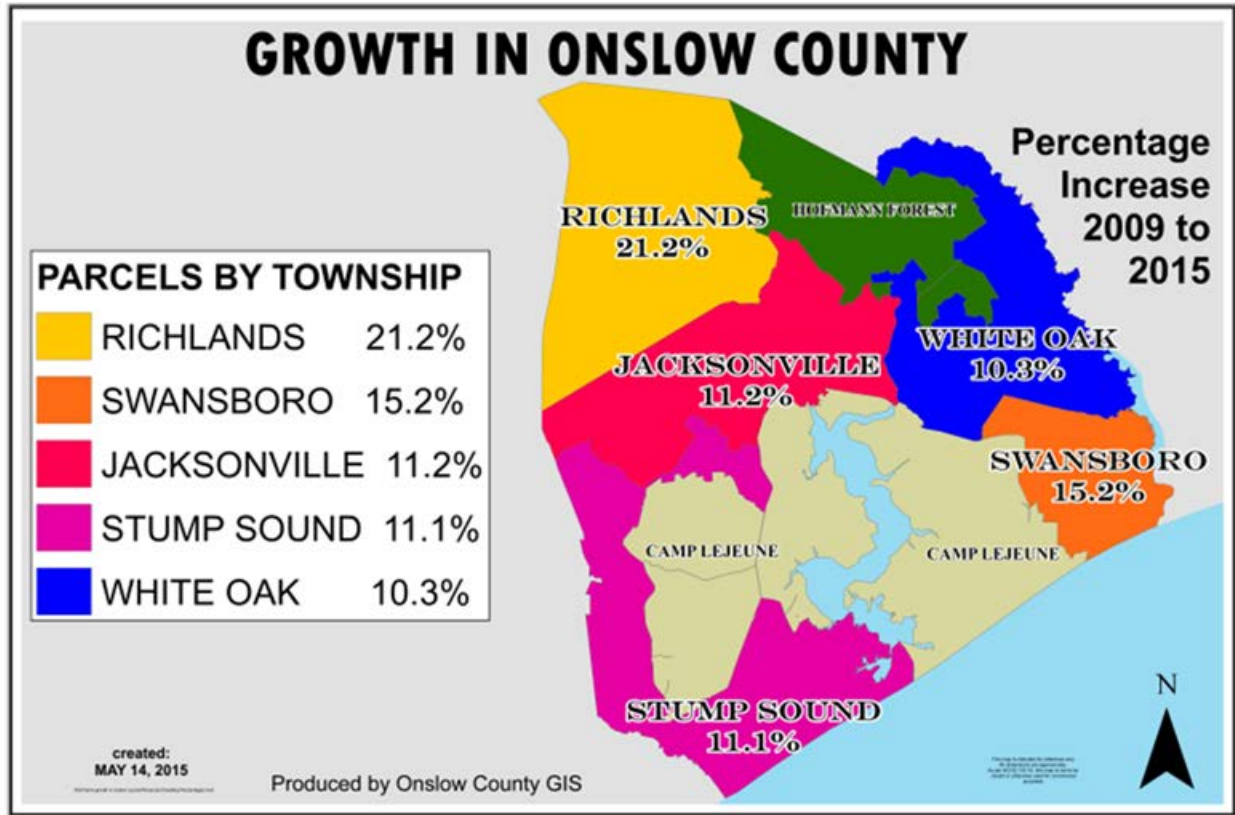 GROWTH IN ONSLOW COUNTY
Percentage
Increase
2009 to
2015
HOFMANN FOREST
RICHLANDS
21.2%
PARCELS BY TOWNSHIP
RICHLANDS 21.2%
SWANSBORO 15.2%
JACKSONVILLE 11.2%
STUMP SOUND 11.1%
WHITE OAK 10.3%
WHITE OAK
10.3%
JACKSONVILLE
11.2%
SWANSBORO
15.2%
CAMP LEJEUNE
CAMP LEJEUNE
STUMP SOUND
11.1%
N
created:
MAY 14, 2015
Produced by Onslow County GIS